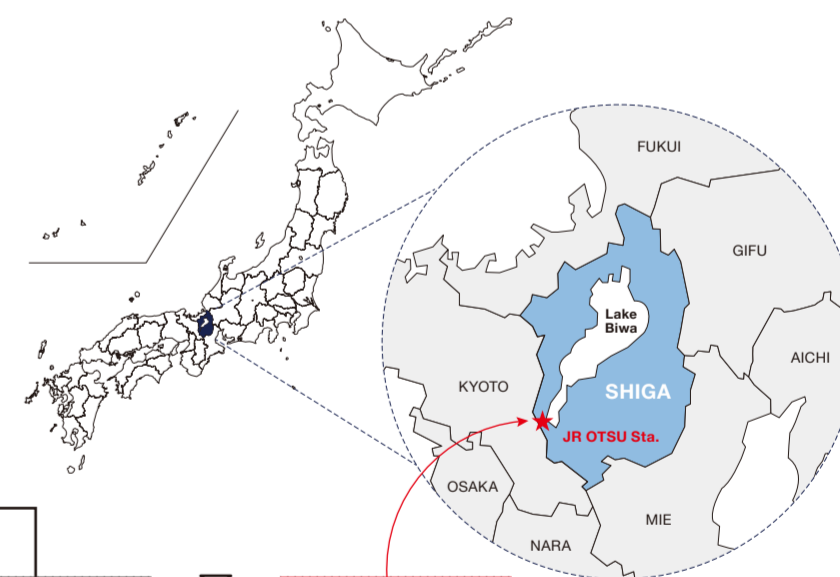 FUKUI
GIFU
Lake
Biwa
AICHI
KYOTO
SHIGA
JR OTSU Sta.
OSAKA
MIE
NARA